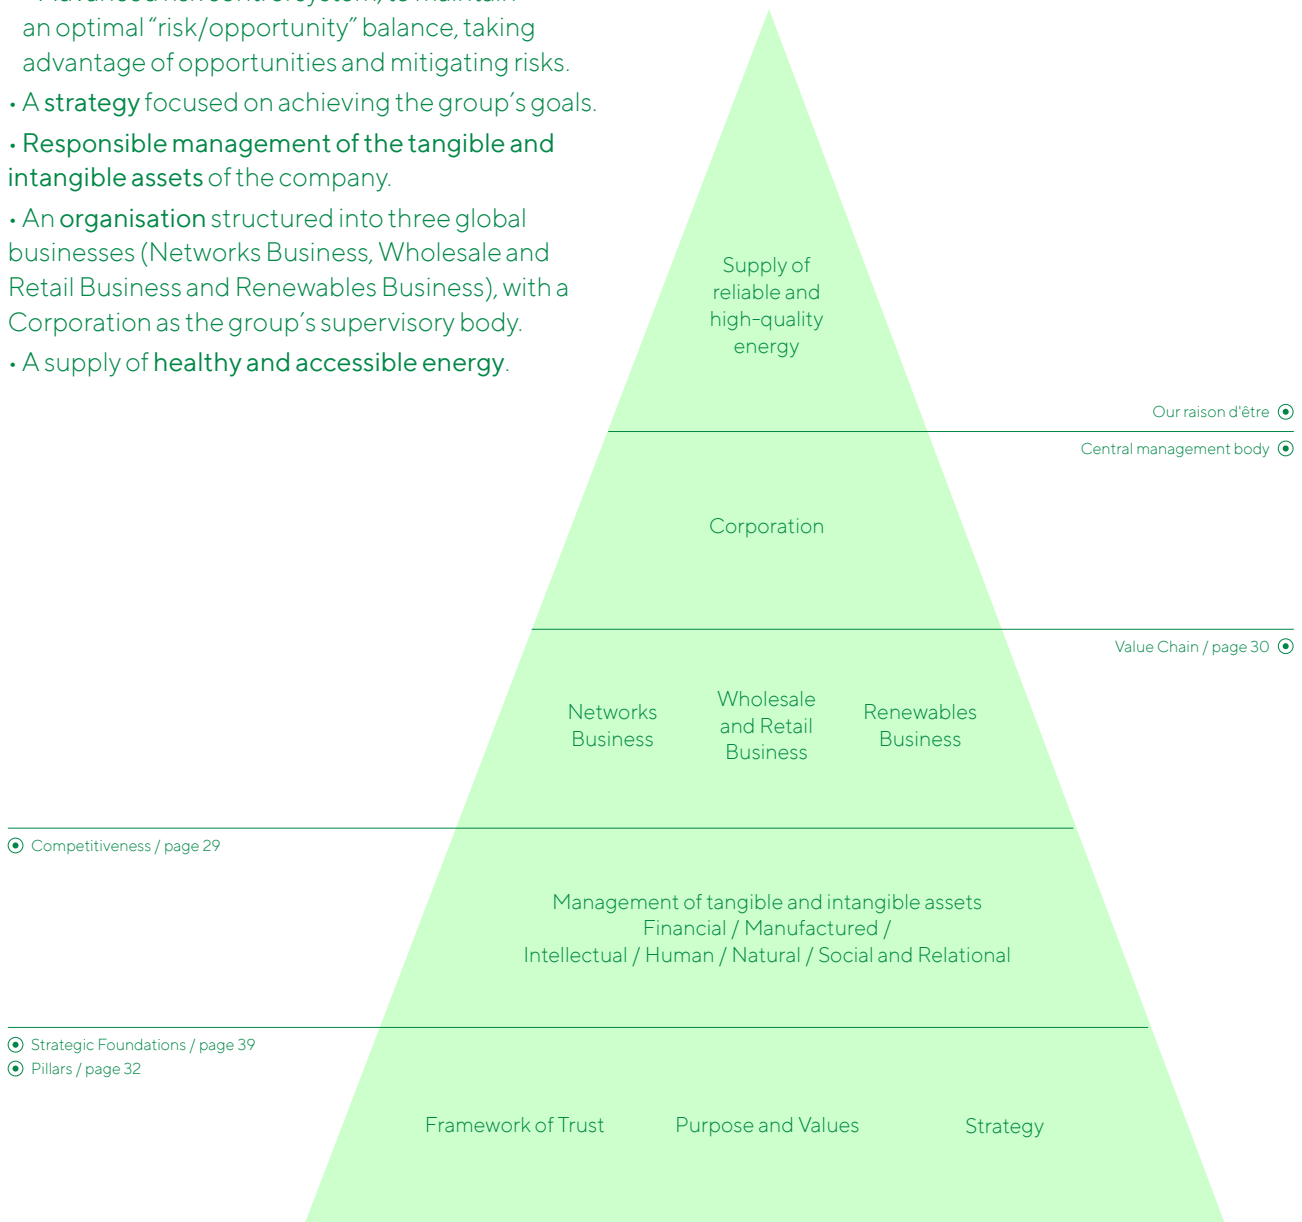 an optimal “risk/opportunity” balance, taking
advantage of opportunities and mitigating risks.
• A strategy focused on achieving the group’s goals.
• Responsible management of the tangible and
intangible assets of the company.
• An organisation structured into three global
businesses (Networks Business, Wholesale and
Retail Business and Renewables Business), with a
Corporation as the group’s supervisory body.
• A supply of healthy and accessible energy.
Supply of
reliable and
high-quality
energy
Our raison d'être
Central management body
Corporation
Value Chain / page 30
Networks
Business
Wholesale
and Retail
Business
Renewables
Business
Competitiveness / page 29
Management of tangible and intangible assets
Financial / Manufactured /
Intellectual / Human / Natural / Social and Relational
Strategic Foundations / page 39
Pillars / page 32
Framework of Trust
Purpose and Values
Strategy